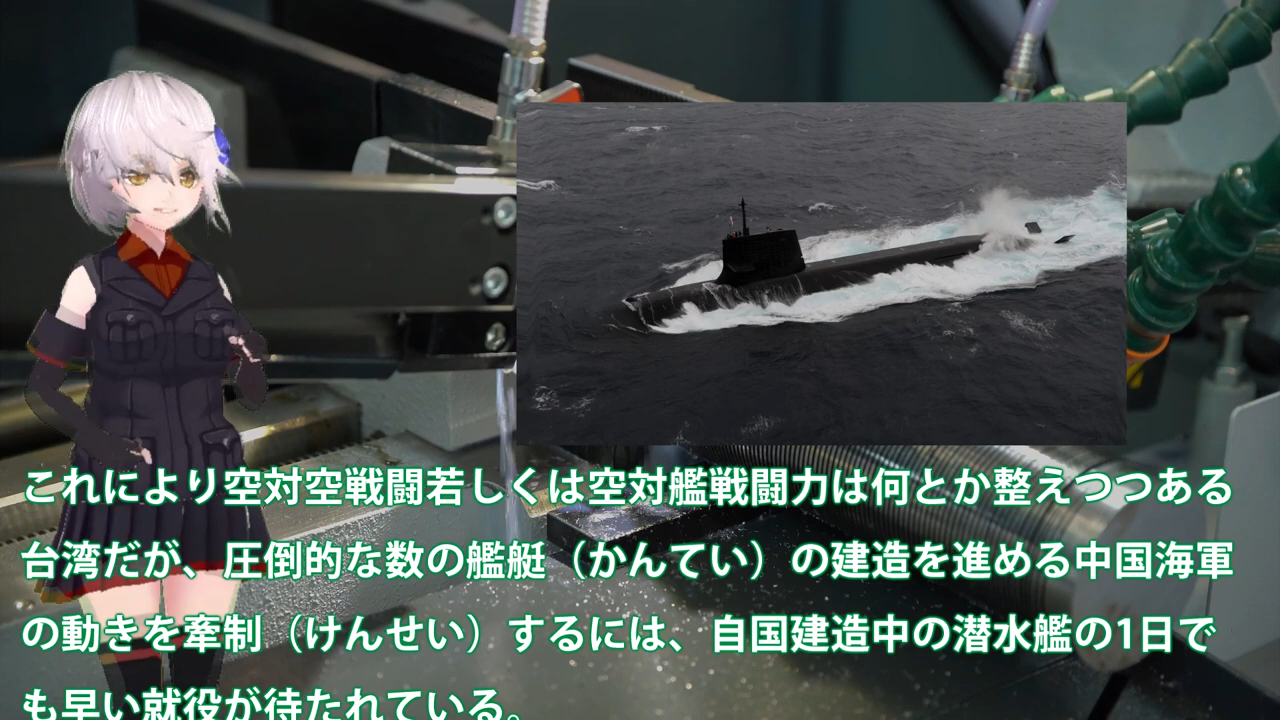 これにより空対空戦闘若しくは空対艦戦闘力は何とか整えつつある
台湾だが、圧倒的な数の艦艇（かんてい）の建造を進める中国海軍
の動きを牽制（けんせい）するには、自国建造中の潜水艦の1日で
も早い就役が待たれている。